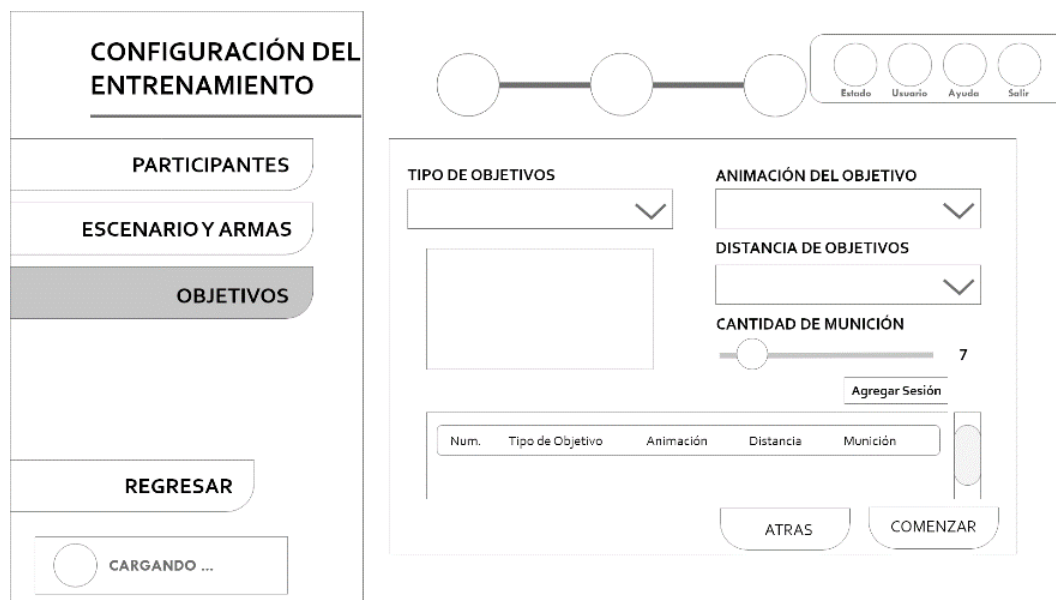 CONFIGURACIÓN DEL
ENTRENAMIENTO
PARTICIPANTES
ESCENARIO Y ARMAS
OBJETIVOS
REGRESAR
CARGANDO ...
Estado Usuario Ayuda Salir
TIPO DE OBJETIVOS
ANIMACIÓN DEL OBJETIVO
DISTANCIA DE OBJETIVOS
CANTIDAD DE MUNICIÓN
7
Agregar Sesión
Num. Tipo de Objetivo Animación Distancia Munición
ATRAS COMENZAR